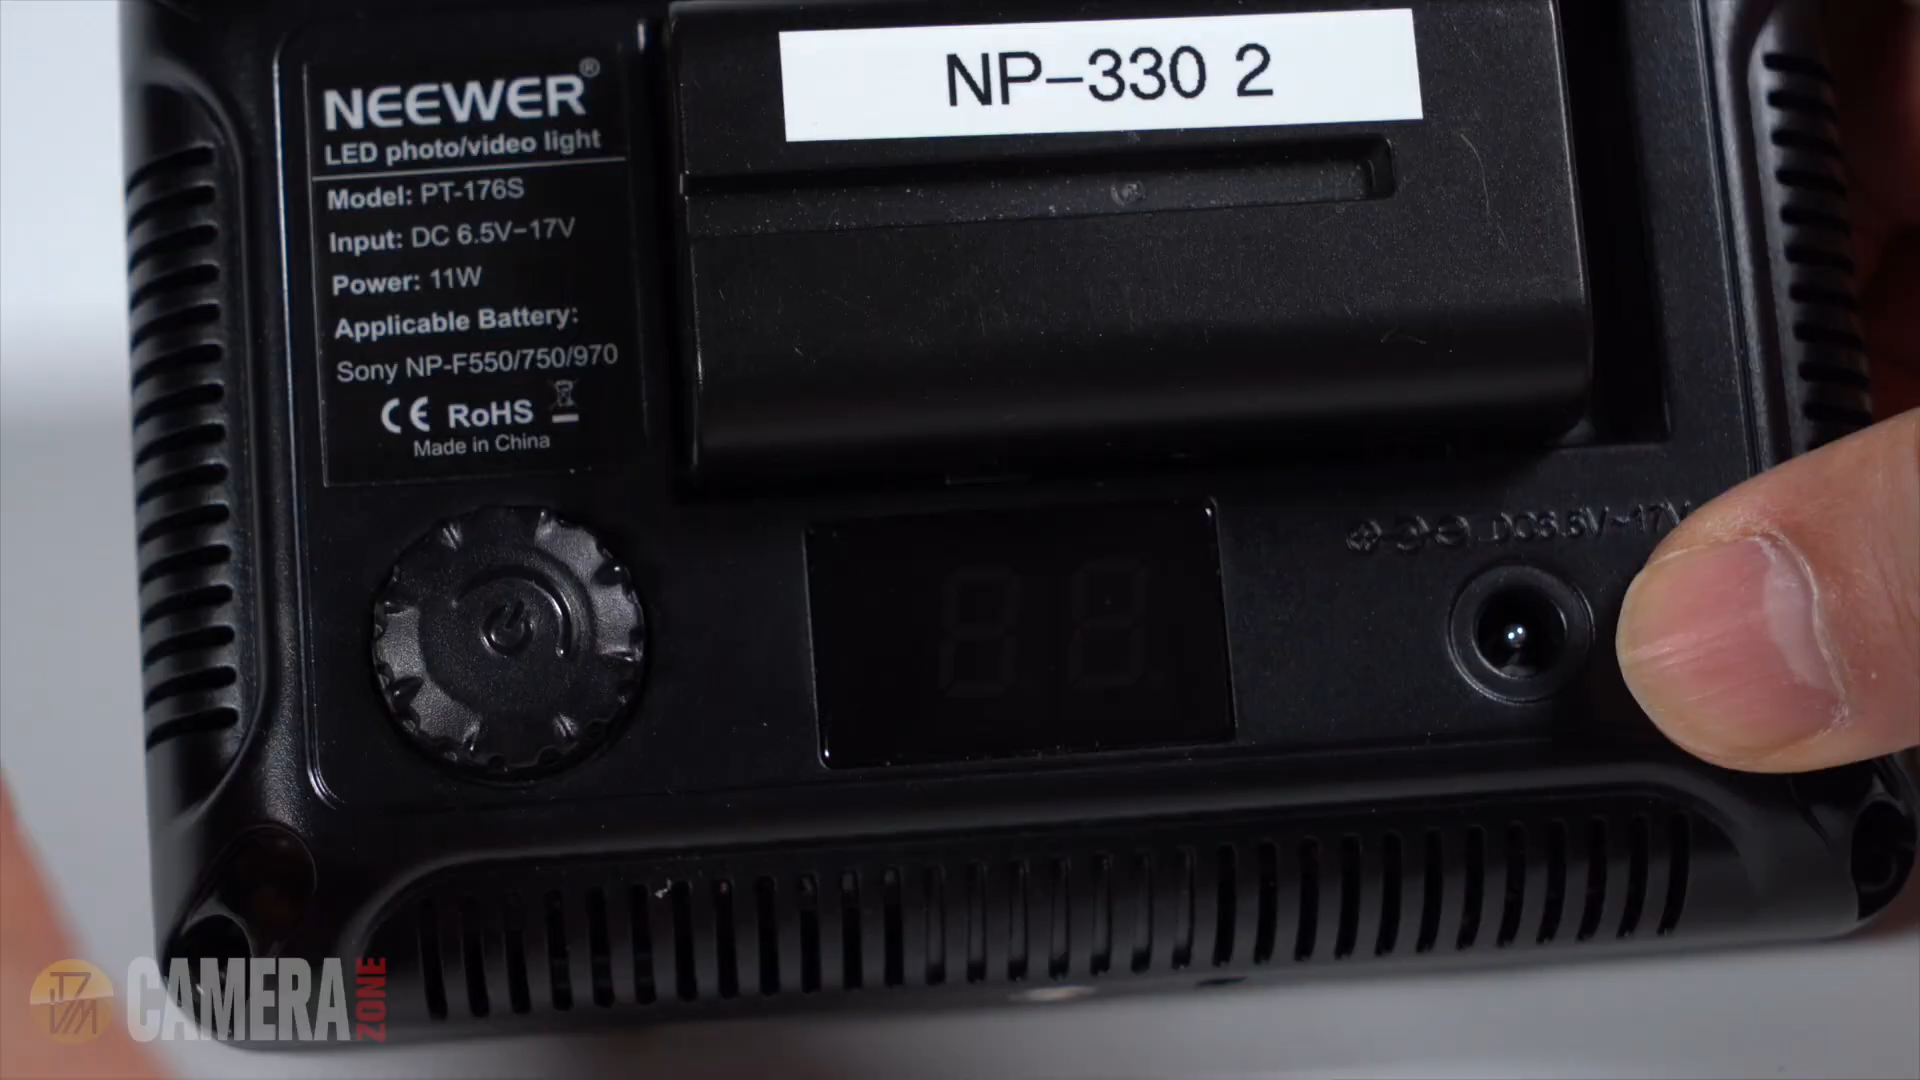 NEEWER®
LED photo/video light
Model: PT-176S
Input: DC 6.5V-17V
Power: 11W
Applicable Battery:
Sony NP-F550/750/970
CE RoHS
Made in China
NP-330 2
DC6.5V-17V
CAMERA
ZONE